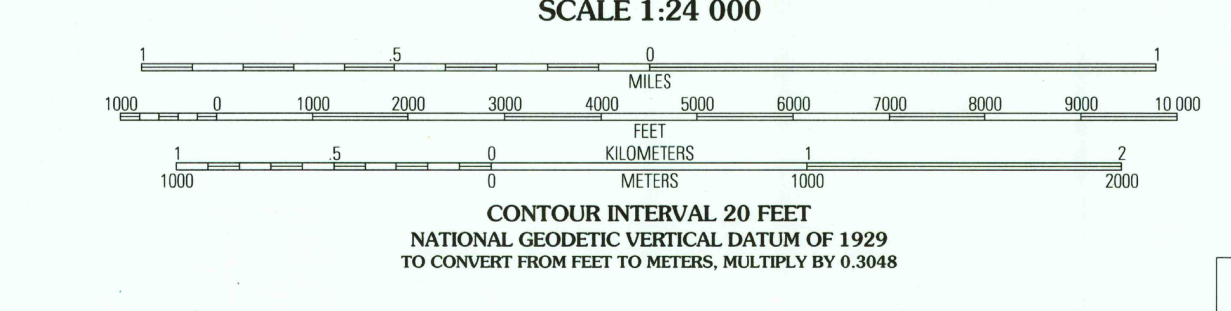 SCALE 1:24 000
1 .5 0 1
MILES
1000 0 1000 2000 3000 4000 5000 6000 7000 8000 9000 10 000
FEET
1 .5 0 KILOMETERS 1 2
1000 0 METERS 1000 2000
CONTOUR INTERVAL 20 FEET
NATIONAL GEODETIC VERTICAL DATUM OF 1929
TO CONVERT FROM FEET TO METERS, MULTIPLY BY 0.3048